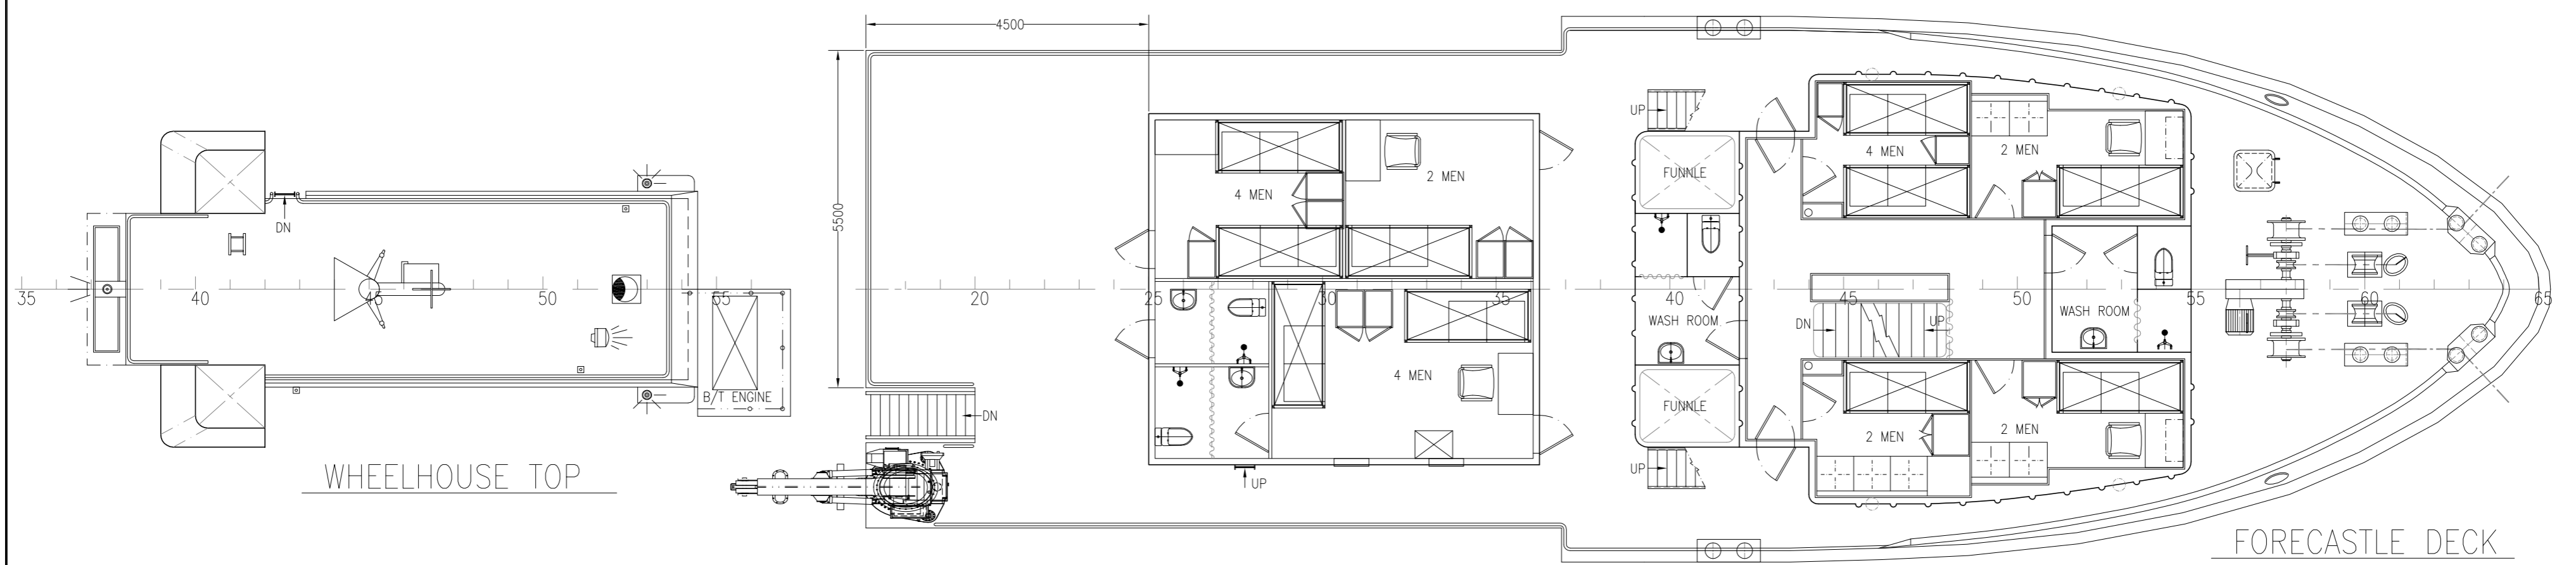 4500
5500
UP
FUNNLE
4 MEN
2 MEN
4 MEN
2 MEN
DN
35
40
45
50
55
20
25
30
35
40
45
50
55
60
65
WASH ROOM
DN
UP
WASH ROOM
B/T ENGINE
4 MEN
DN
FUNNLE
2 MEN
2 MEN
UP
UP
WHEELHOUSE TOP
FORECASTLE DECK